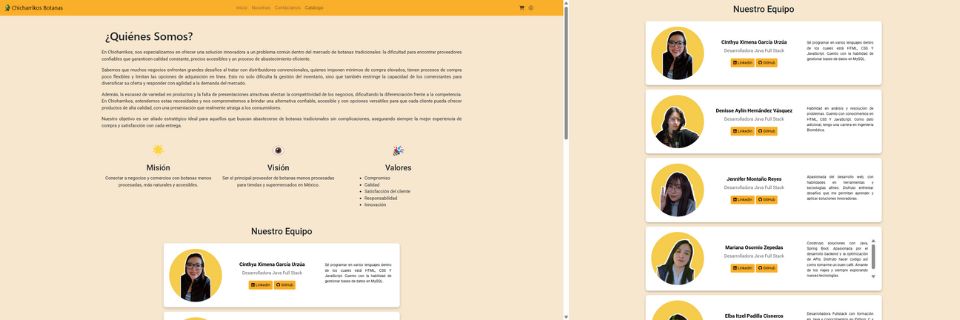 Chicharrikos Botanas
Inicio Nosotros Contáctanos Catálogo
¿Quiénes Somos?
En Chicharrikos, nos especializamos en ofrecer una solución innovadora a un problema común dentro del mercado de botanas tradicionales: la dificultad para encontrar proveedores
confiables que garanticen calidad constante, precios accesibles y un proceso de abastecimiento eficiente.
Sabemos que muchos negocios enfrentan grandes desafíos al tratar con distribuidores convencionales, quienes imponen mínimos de compra elevados, tienen procesos de compra
poco flexibles y limitan las opciones de adquisición en línea. Esto no solo dificulta la gestión del inventario, sino que también restringe la capacidad de los comerciantes para
diversificar su oferta y responder con agilidad a la demanda del mercado.
Además, la escasez de variedad en productos y la falta de presentaciones atractivas afectan la competitividad de los negocios, dificultando la diferenciación frente a la competencia.
En Chicharrikos, entendemos estas necesidades y nos comprometemos a brindar una alternativa confiable, accesible y con opciones versátiles para que cada cliente pueda ofrecer
productos de alta calidad, con una presentación que realmente atraiga a los consumidores.
Nuestro objetivo es ser el aliado estratégico ideal para aquellos que buscan abastecerse de botanas tradicionales sin complicaciones, asegurando siempre la mejor experiencia de
compra y satisfacción con cada entrega.
Misión
Conectar a negocios y comercios con botanas menos
procesadas, más naturales y accesibles.
Visión
Ser el principal proveedor de botanas menos procesadas
para tiendas y supermercados en México.
Valores
Compromiso
Calidad
Satisfacción del cliente
Responsabilidad
Innovación
Nuestro Equipo
Cinthya Ximena García Urzúa
Desarrolladora Java Full Stack
LinkedIn GitHub
Sé programar en varios lenguajes dentro
de los cuales está HTML, CSS Y
JavaScript. Cuento con la habilidad de
gestionar bases de datos en MySQL.
Nuestro Equipo
Cinthya Ximena García Urzúa
Desarrolladora Java Full Stack
LinkedIn GitHub
Sé programar en varios lenguajes dentro
de los cuales está HTML, CSS Y
JavaScript. Cuento con la habilidad de
gestionar bases de datos en MySQL.
Denisse Aylin Hernández Vásquez
Desarrolladora Java Full Stack
LinkedIn GitHub
Habilidad en análisis y resolución de
problemas. Cuento con conocimientos en
HTML, CSS Y JavaScript. Como dato
adicional, tengo una carrera en Ingeniería
Biomédica.
Jennifer Montaño Reyes
Desarrolladora Java Full Stack
LinkedIn GitHub
Apasionada del desarrollo web, con
habilidades en herramientas y
tecnologías afines. Disfruto enfrentar
desafíos que me permitan aprender y
aplicar soluciones innovadoras.
Mariana Osornio Zepedas
Desarrolladora Java Full Stack
LinkedIn GitHub
Construyo soluciones con Java,
Spring Boot. Apasionada por el
desarrollo backend y la optimización
de APIs. Disfruto hacer código así
como tomarme un buen café. Amante
de los viajes y siempre explorando
nuevas tecnologías.
Elba Itzel Padilla Cisneros
Desarrolladora Fullstack con formación